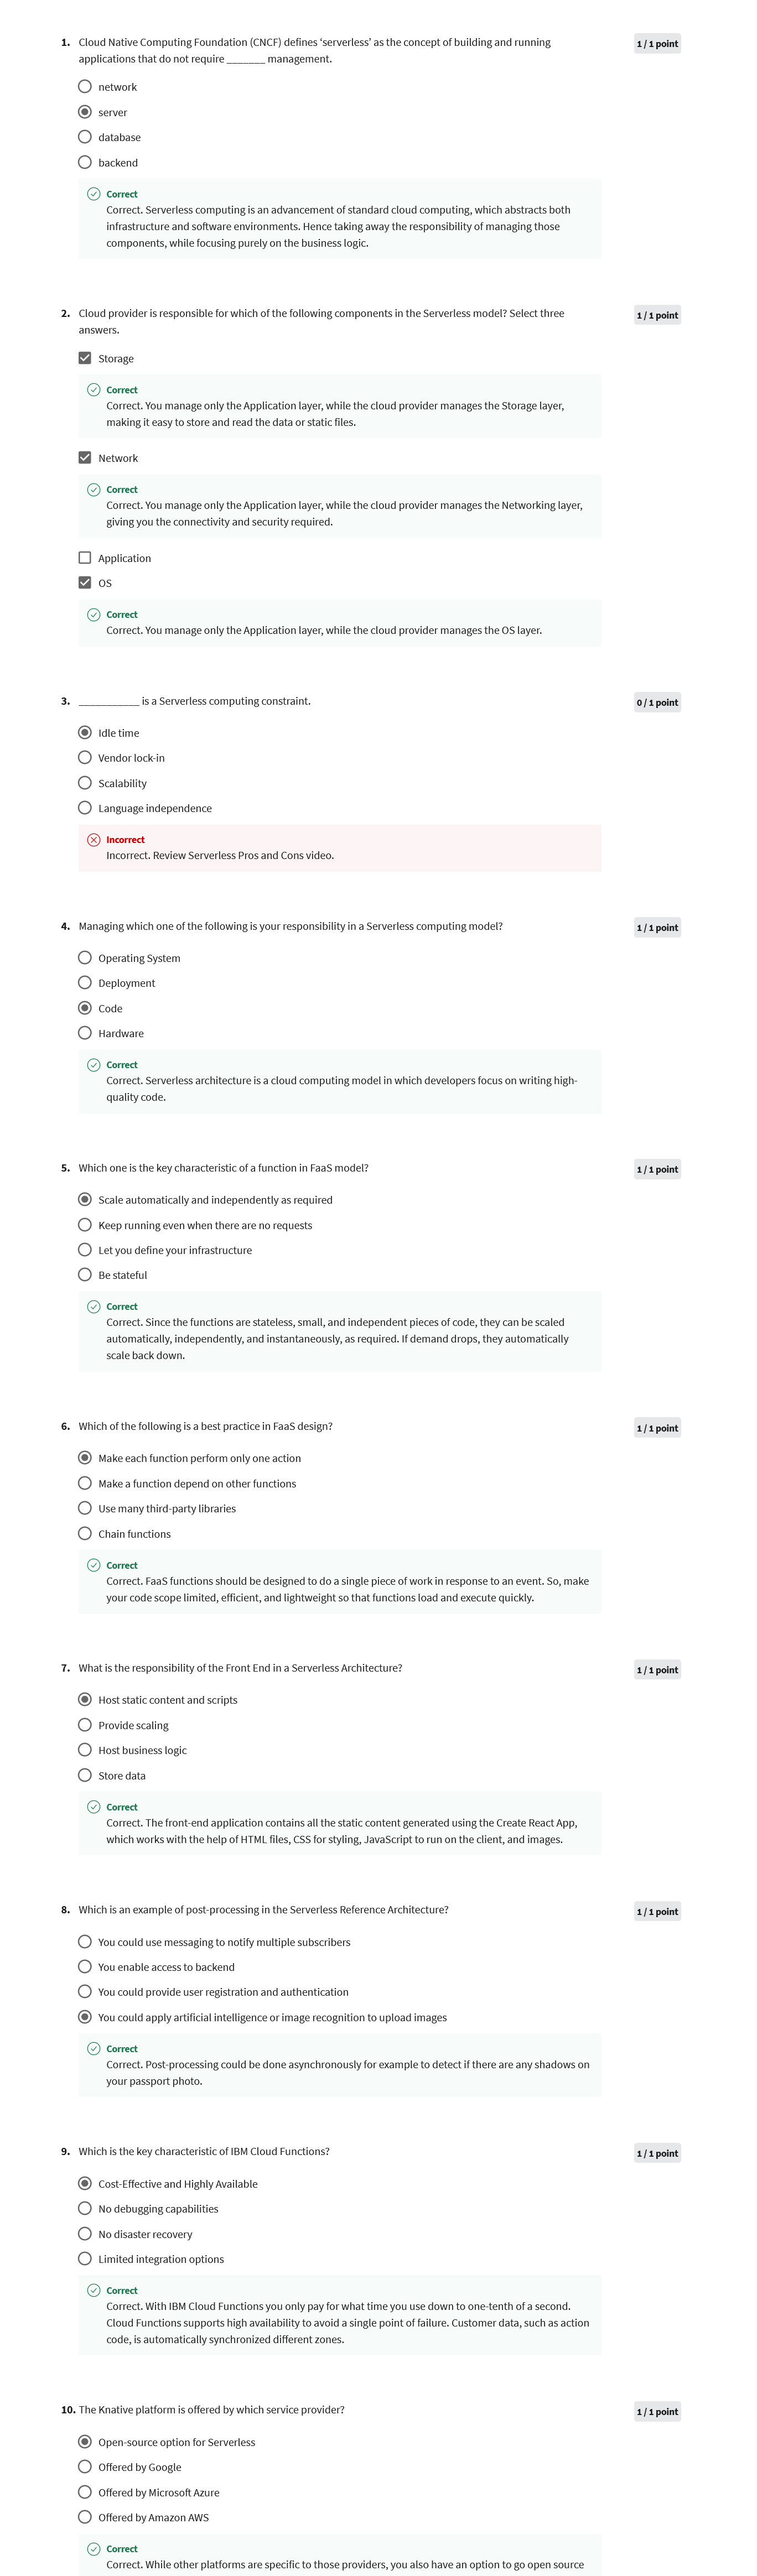 1. Cloud Native Computing Foundation (CNCF) defines ‘serverless’ as the concept of building and running
applications that do not require _______ management.
1 / 1 point
network
server
database
backend
Correct
Correct. Serverless computing is an advancement of standard cloud computing, which abstracts both
infrastructure and software environments. Hence taking away the responsibility of managing those
components, while focusing purely on the business logic.
2. Cloud provider is responsible for which of the following components in the Serverless model? Select three
answers.
1 / 1 point
Storage
Correct
Correct. You manage only the Application layer, while the cloud provider manages the Storage layer,
making it easy to store and read the data or static files.
Network
Correct
Correct. You manage only the Application layer, while the cloud provider manages the Networking layer,
giving you the connectivity and security required.
Application
OS
Correct
Correct. You manage only the Application layer, while the cloud provider manages the OS layer.
3. ___________ is a Serverless computing constraint.
0 / 1 point
Idle time
Vendor lock-in
Scalability
Language independence
Incorrect
Incorrect. Review Serverless Pros and Cons video.
4. Managing which one of the following is your responsibility in a Serverless computing model?
1 / 1 point
Operating System
Deployment
Code
Hardware
Correct
Correct. Serverless architecture is a cloud computing model in which developers focus on writing high-
quality code.
5. Which one is the key characteristic of a function in FaaS model?
1 / 1 point
Scale automatically and independently as required
Keep running even when there are no requests
Let you define your infrastructure
Be stateful
Correct
Correct. Since the functions are stateless, small, and independent pieces of code, they can be scaled
automatically, independently, and instantaneously, as required. If demand drops, they automatically
scale back down.
6. Which of the following is a best practice in FaaS design?
1 / 1 point
Make each function perform only one action
Make a function depend on other functions
Use many third-party libraries
Chain functions
Correct
Correct. FaaS functions should be designed to do a single piece of work in response to an event. So, make
your code scope limited, efficient, and lightweight so that functions load and execute quickly.
7. What is the responsibility of the Front End in a Serverless Architecture?
1 / 1 point
Host static content and scripts
Provide scaling
Host business logic
Store data
Correct
Correct. The front-end application contains all the static content generated using the Create React App,
which works with the help of HTML files, CSS for styling, JavaScript to run on the client, and images.
8. Which is an example of post-processing in the Serverless Reference Architecture?
1 / 1 point
You could use messaging to notify multiple subscribers
You enable access to backend
You could provide user registration and authentication
You could apply artificial intelligence or image recognition to upload images
Correct
Correct. Post-processing could be done asynchronously for example to detect if there are any shadows on
your passport photo.
9. Which is the key characteristic of IBM Cloud Functions?
1 / 1 point
Cost-Effective and Highly Available
No debugging capabilities
No disaster recovery
Limited integration options
Correct
Correct. With IBM Cloud Functions you only pay for what time you use down to one-tenth of a second.
Cloud Functions supports high availability to avoid a single point of failure. Customer data, such as action
code, is automatically synchronized different zones.
10. The Knative platform is offered by which service provider?
1 / 1 point
Open-source option for Serverless
Offered by Google
Offered by Microsoft Azure
Offered by Amazon AWS
Correct
Correct. While other platforms are specific to those providers, you also have an option to go open source